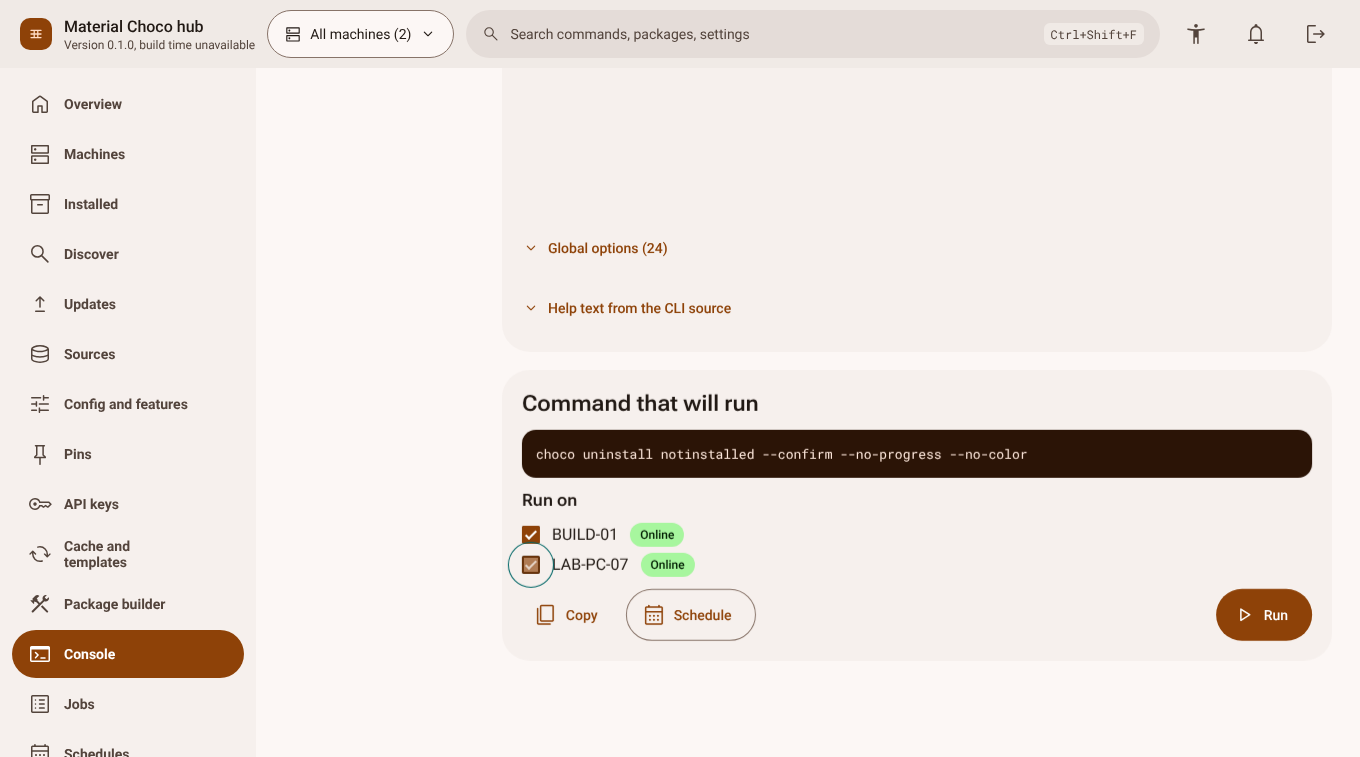 Material Choco hub
Version 0.1.0, build time unavailable
All machines (2)
Search commands, packages, settings
Ctrl+Shift+F
Overview
Machines
Installed
Discover
Updates
Sources
Config and features
Pins
API keys
Cache and
templates
Package builder
Console
Jobs
Schedules
Global options (24)
Help text from the CLI source
Command that will run
choco uninstall notinstalled --confirm --no-progress --no-color
Run on
BUILD-01 Online
LAB-PC-07 Online
Copy
Schedule
Run